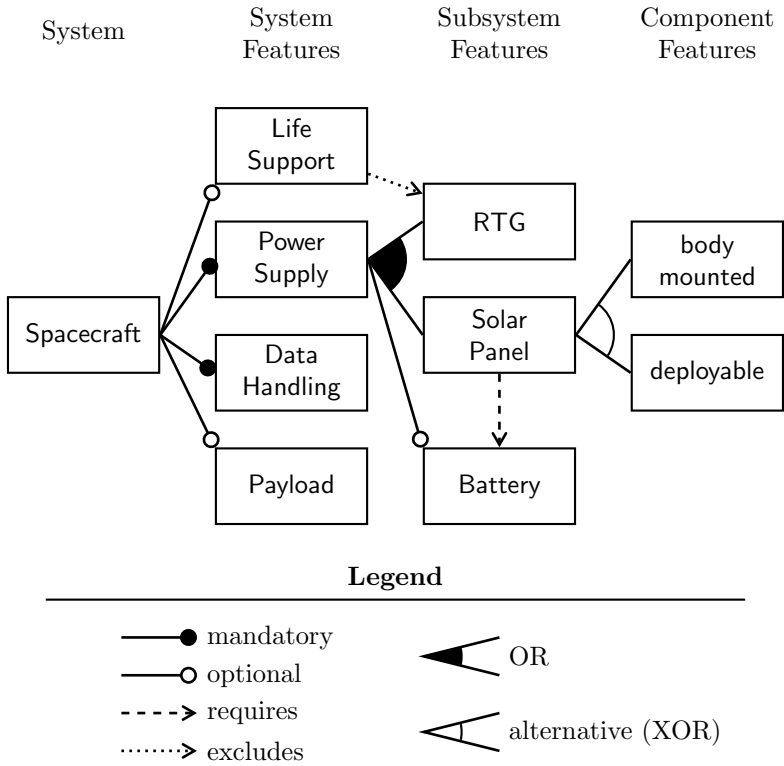 System
System
Features
Subsystem
Features
Component
Features
Life
Support
RTG
Power
Supply
body
mounted
Spacecraft
Solar
Panel
Data
Handling
deployable
Payload
Battery
Legend
mandatory
optional
requires
excludes
OR
alternative (XOR)